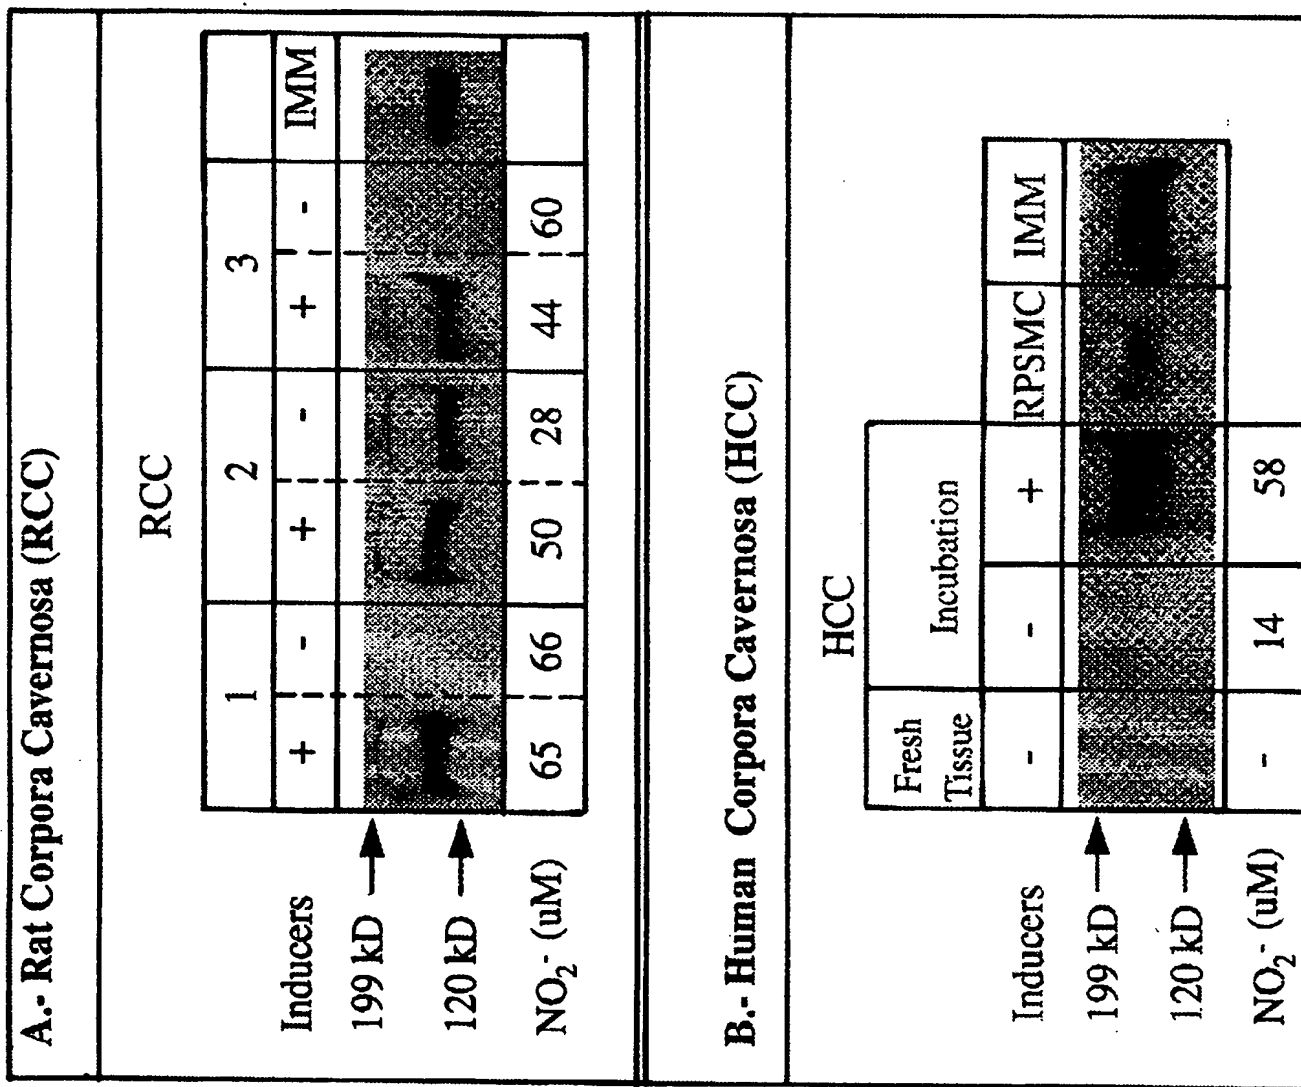 A.- Rat Corpora Cavernosa (RCC)
RCC
1 2 3
Inducers + - + - + - IMM
199 kD
120 kD
NO₂⁻ (uM) 65 66 50 28 44 60
B.- Human Corpora Cavernosa (HCC)
HCC
Fresh Tissue Incubation
Inducers - - + RPSMC IMM
199 kD
120 kD
NO₂⁻ (uM) - 14 58